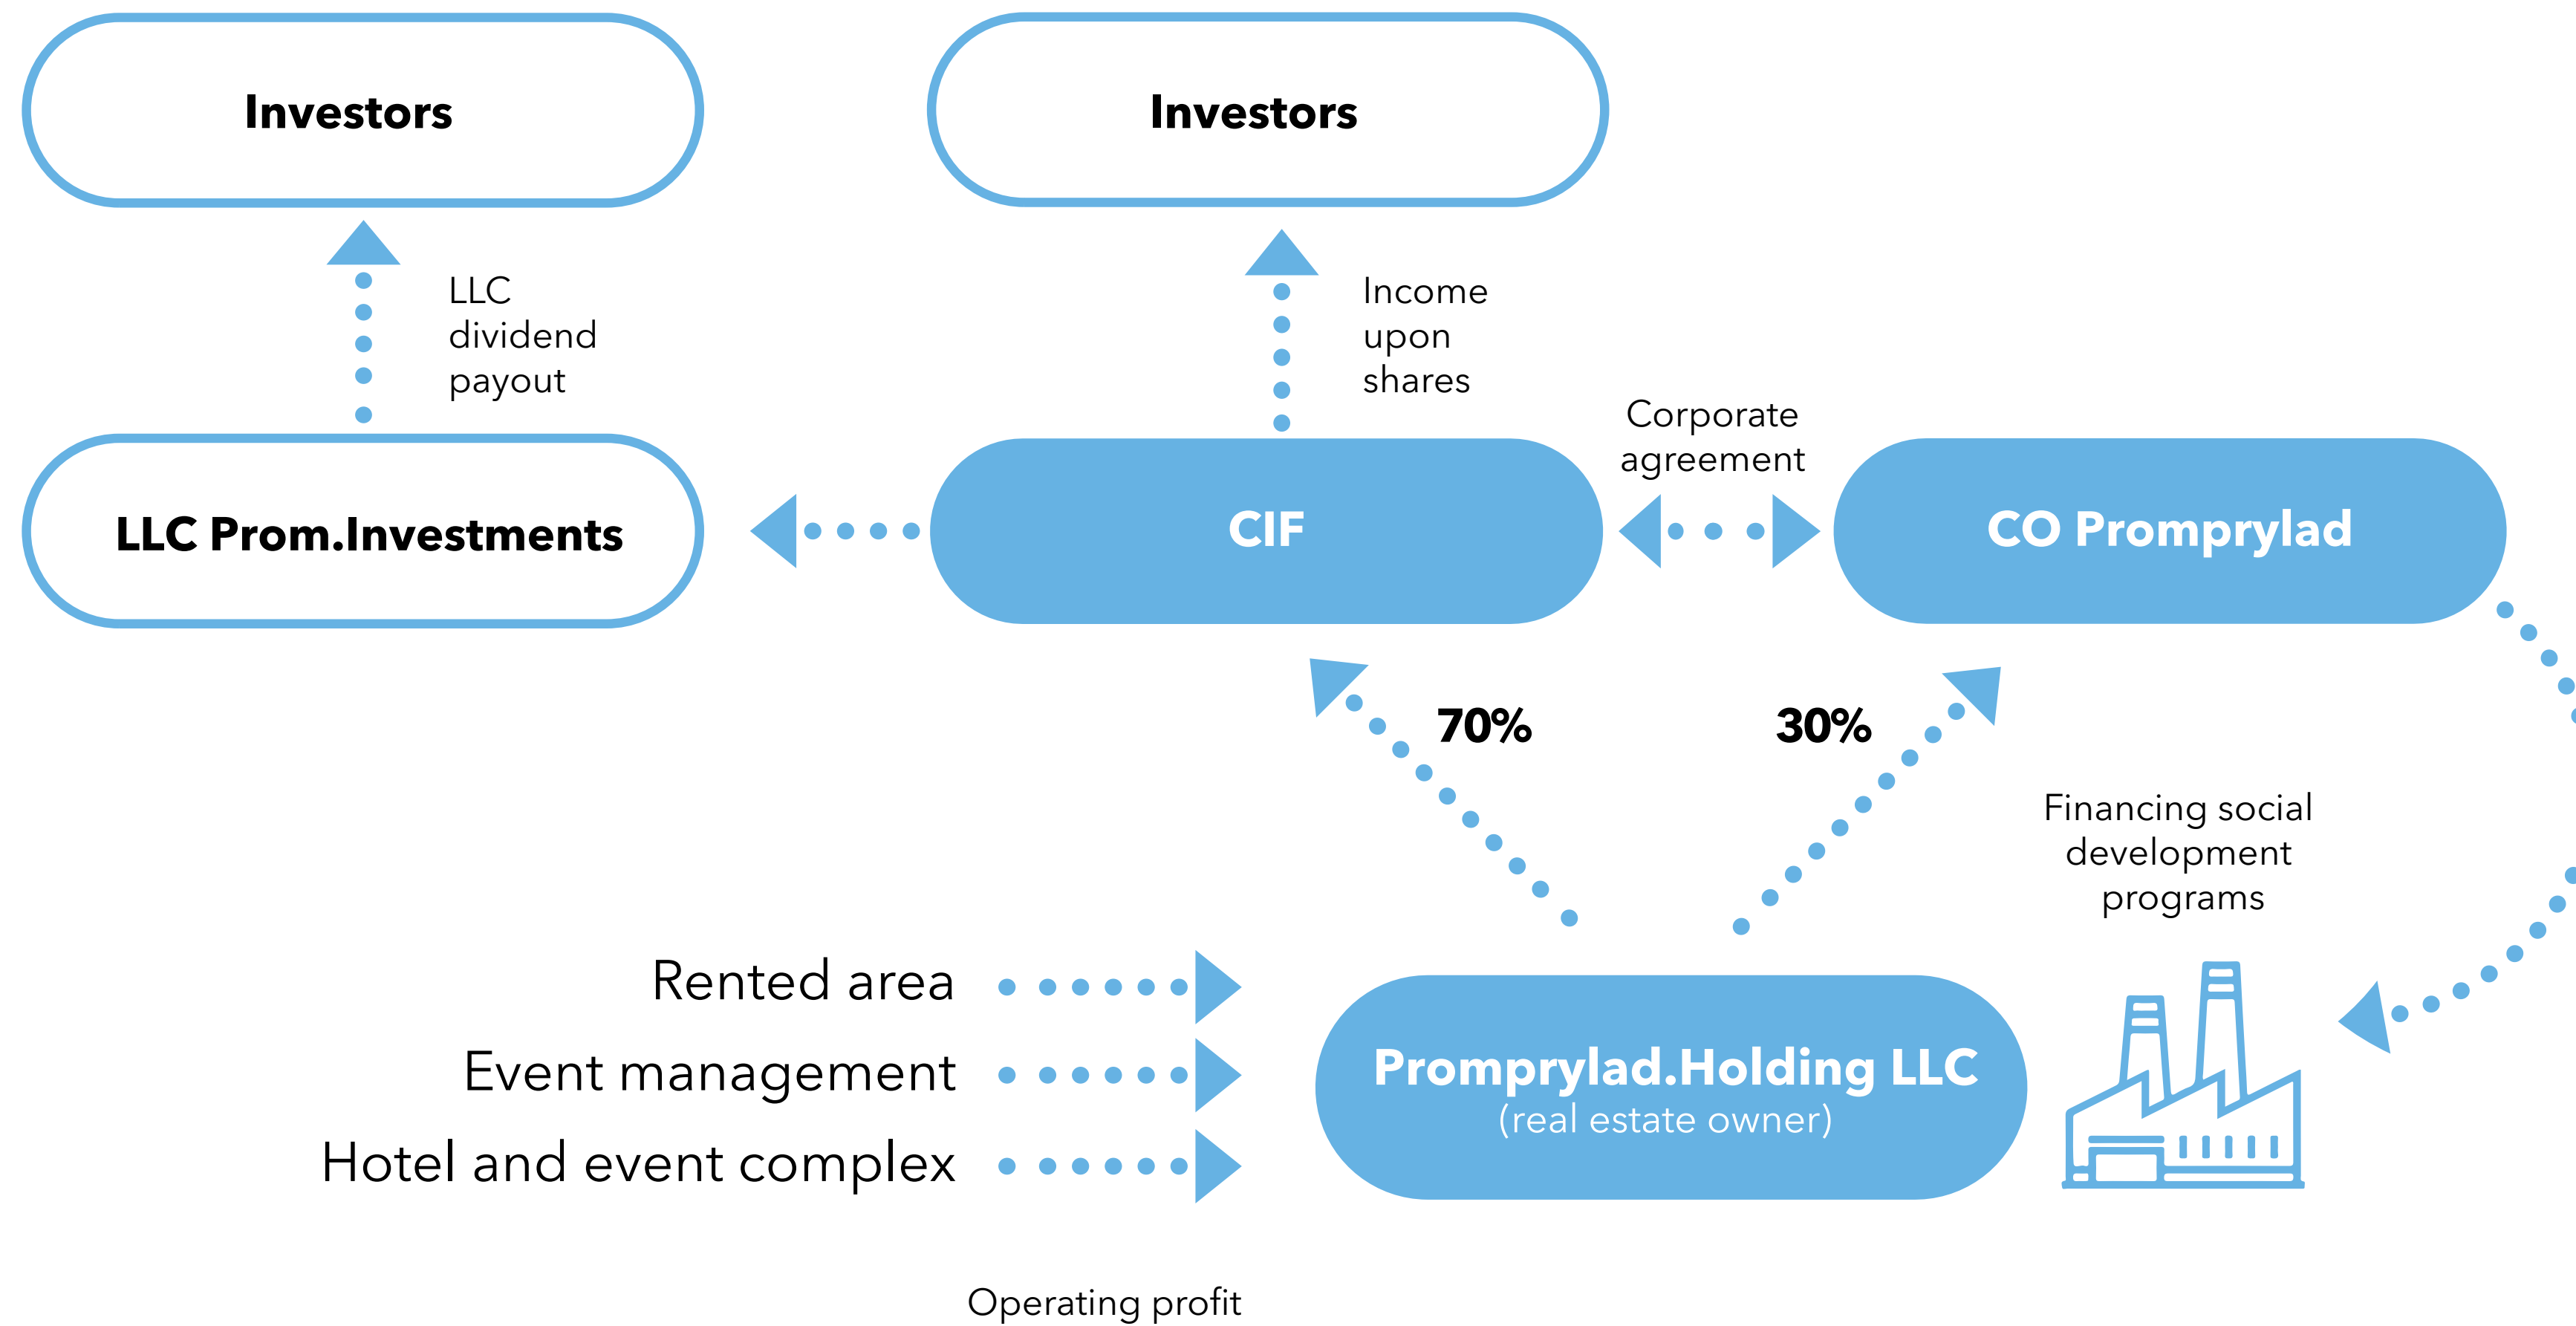 Investors
Investors
LLC
dividend
payout
Income
upon
shares
Corporate
agreement
LLC Prom.Investments
CIF
CO Promprylad
70%
30%
Financing social
development
programs
Rented area
Event management
Hotel and event complex
Promprylad.Holding LLC
(real estate owner)
Operating profit